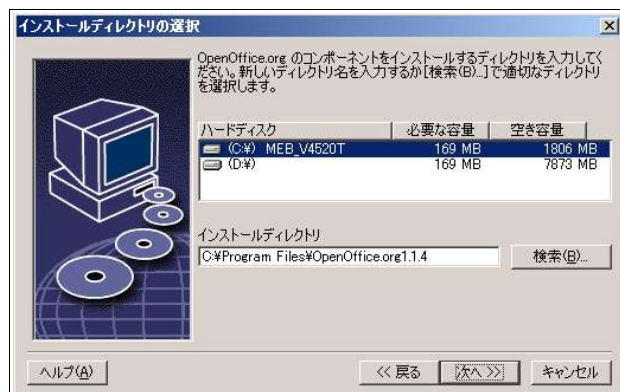 インストールディレクトリの選択
OpenOffice.org のコンポーネントをインストールするディレクトリを入力してく
ださい。新しいディレクトリ名を入力するか[検索(B)...]で適切なディレクトリ
を選択します。
ハードディスク 必要な容量 空き容量
(C:¥) MEB_V4520T 169 MB 1806 MB
(D:¥) 169 MB 7873 MB
インストールディレクトリ
C:¥Program Files¥OpenOffice.org1.1.4 検索(B)...
ヘルプ(A) << 戻る 次へ >> キャンセル